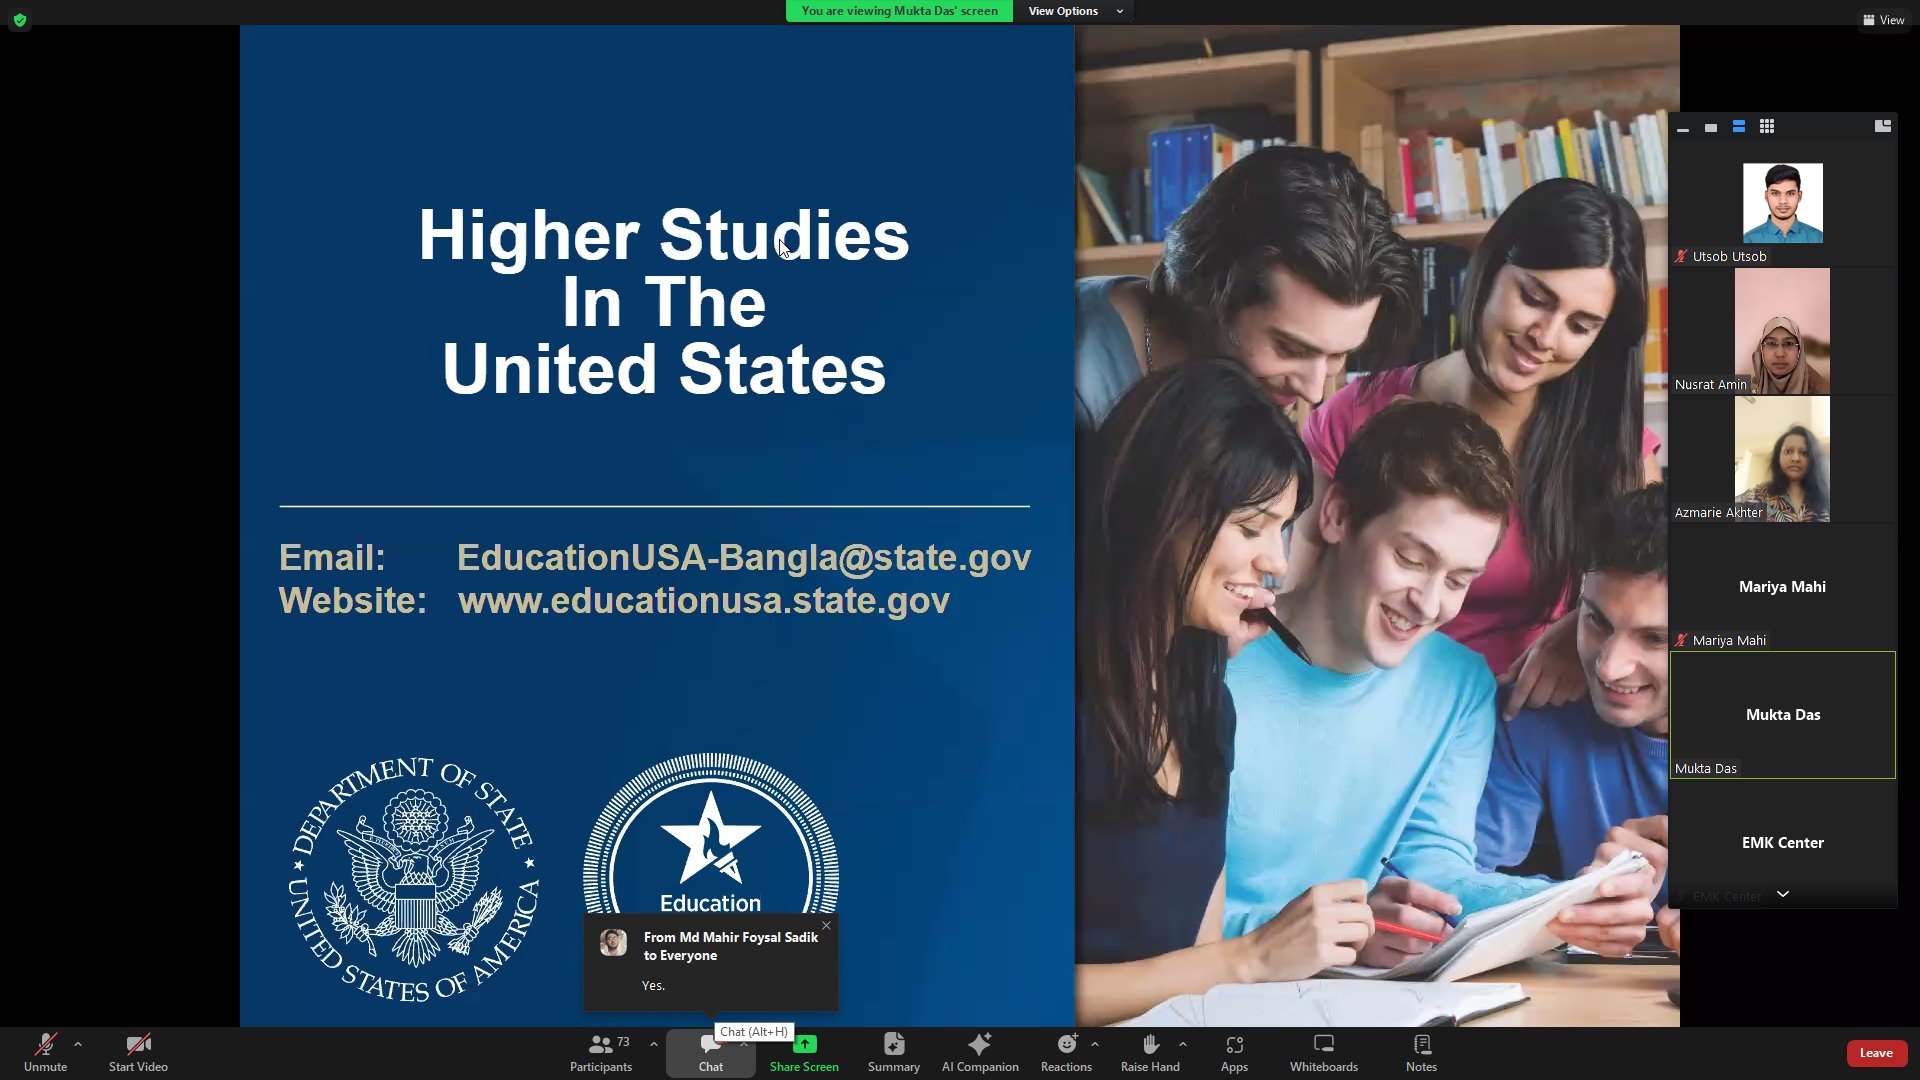 You are viewing Mukta Das' screen
View Options
View
Higher Studies
In The
United States
Email: EducationUSA-Bangla@state.gov
Website: www.educationusa.state.gov
DEPARTMENT OF STATE
UNITED STATES OF AMERICA
Education
From Md Mahir Foysal Sadik
to Everyone
Yes.
Chat (Alt+H)
Utsob Utsob
Nusrat Amin
Azmarie Akhter
Mariya Mahi
Mariya Mahi
Mukta Das
Mukta Das
EMK Center
EMK Center
Unmute
Start Video
73
Participants
Chat
Share Screen
Summary
AI Companion
Reactions
Raise Hand
Apps
Whiteboards
Notes
Leave